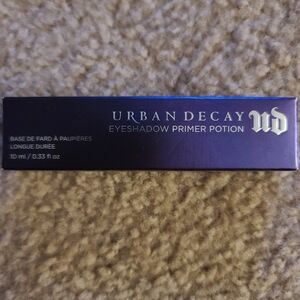 URBAN DECAY
EYESHADOW PRIMER POTION
UD
BASE DE FARD À PAUPIÈRES
LONGUE DURÉE
10 ml / 0.33 fl oz